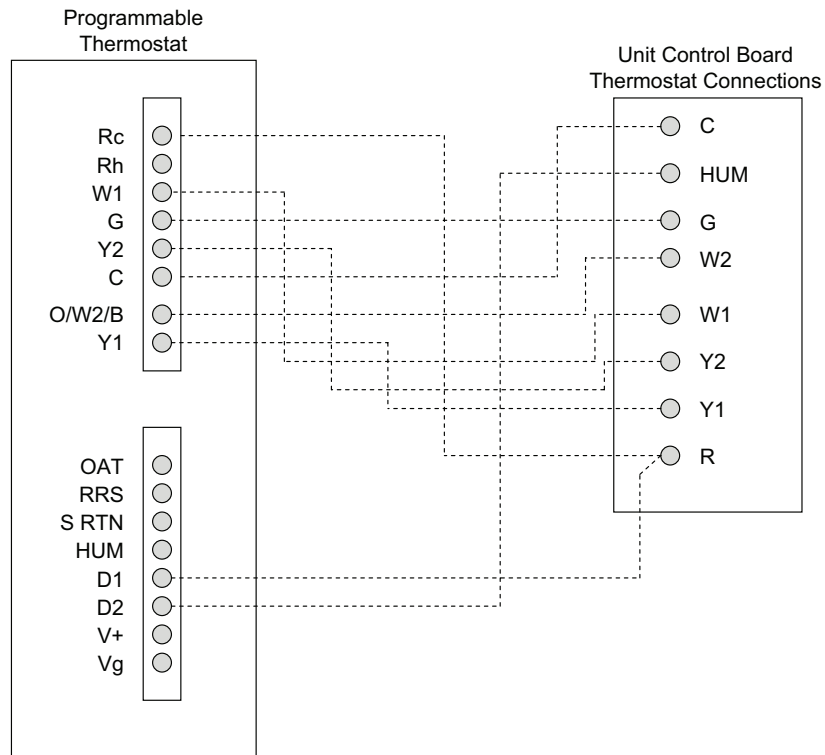 Programmable
Thermostat
Rc
Rh
W1
G
Y2
C
O/W2/B
Y1
OAT
RRS
S RTN
HUM
D1
D2
V+
Vg
Unit Control Board
Thermostat Connections
C
HUM
G
W2
W1
Y2
Y1
R